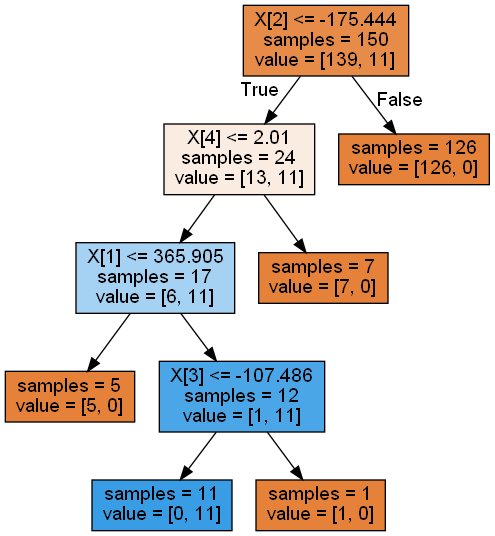 X[2] <= -175.444
samples = 150
value = [139, 11]
True
False
X[4] <= 2.01
samples = 24
value = [13, 11]
samples = 126
value = [126, 0]
X[1] <= 365.905
samples = 17
value = [6, 11]
samples = 7
value = [7, 0]
samples = 5
value = [5, 0]
X[3] <= -107.486
samples = 12
value = [1, 11]
samples = 11
value = [0, 11]
samples = 1
value = [1, 0]